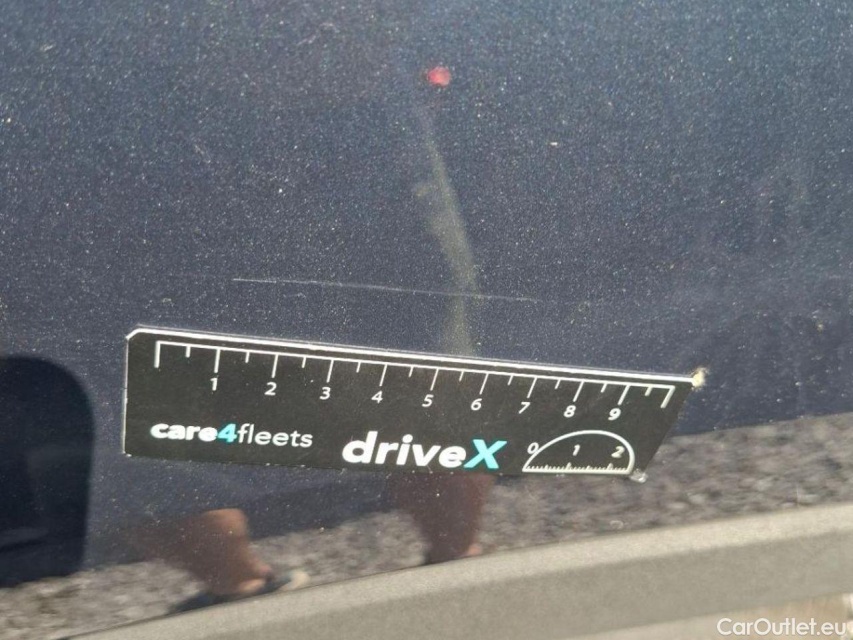 1 2 3 4 5 6 7 8 9
care4fleets driveX 0 1 2
CarOutlet.eu